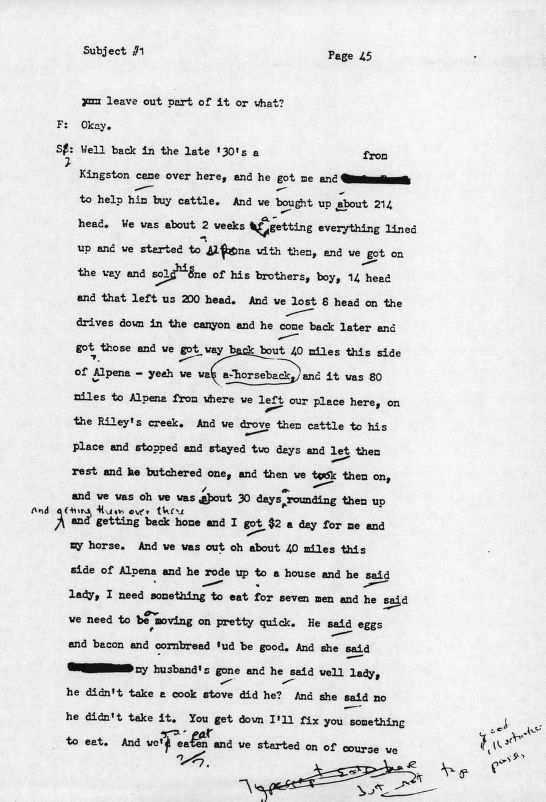 Subject #1
Page 45
you leave out part of it or what?
F: Okay.
S: Well back in the late '30's a from
Kingston came over here, and he got me and
to help him buy cattle. And we bought up about 214
head. We was about 2 weeks a-getting everything lined
up and we started to Alpena with them, and we got on
the way and sold his one of his brothers, boy, 14 head
and that left us 200 head. And we lost 8 head on the
drives down in the canyon and he come back later and
got those and we got way back bout 40 miles this side
of Alpena - yeah we was a-horseback, and it was 80
miles to Alpena from where we left our place here, on
the Riley's creek. And we drove them cattle to his
place and stopped and stayed two days and let them
rest and he butchered one, and then we took them on,
and we was oh we was about 30 days rounding them up
and getting them over there
and getting back home and I got $2 a day for me and
my horse. And we was out oh about 40 miles this
side of Alpena and he rode up to a house and he said
lady, I need something to eat for seven men and he said
we need to be a moving on pretty quick. He said eggs
and bacon and cornbread 'ud be good. And she said
my husband's gone and he said well lady,
he didn't take a cook stove did he? And she said no
he didn't take it. You get down I'll fix you something
to eat. And we'd eaten and we started on of course we
a-eat
good
illustrative
but not to go